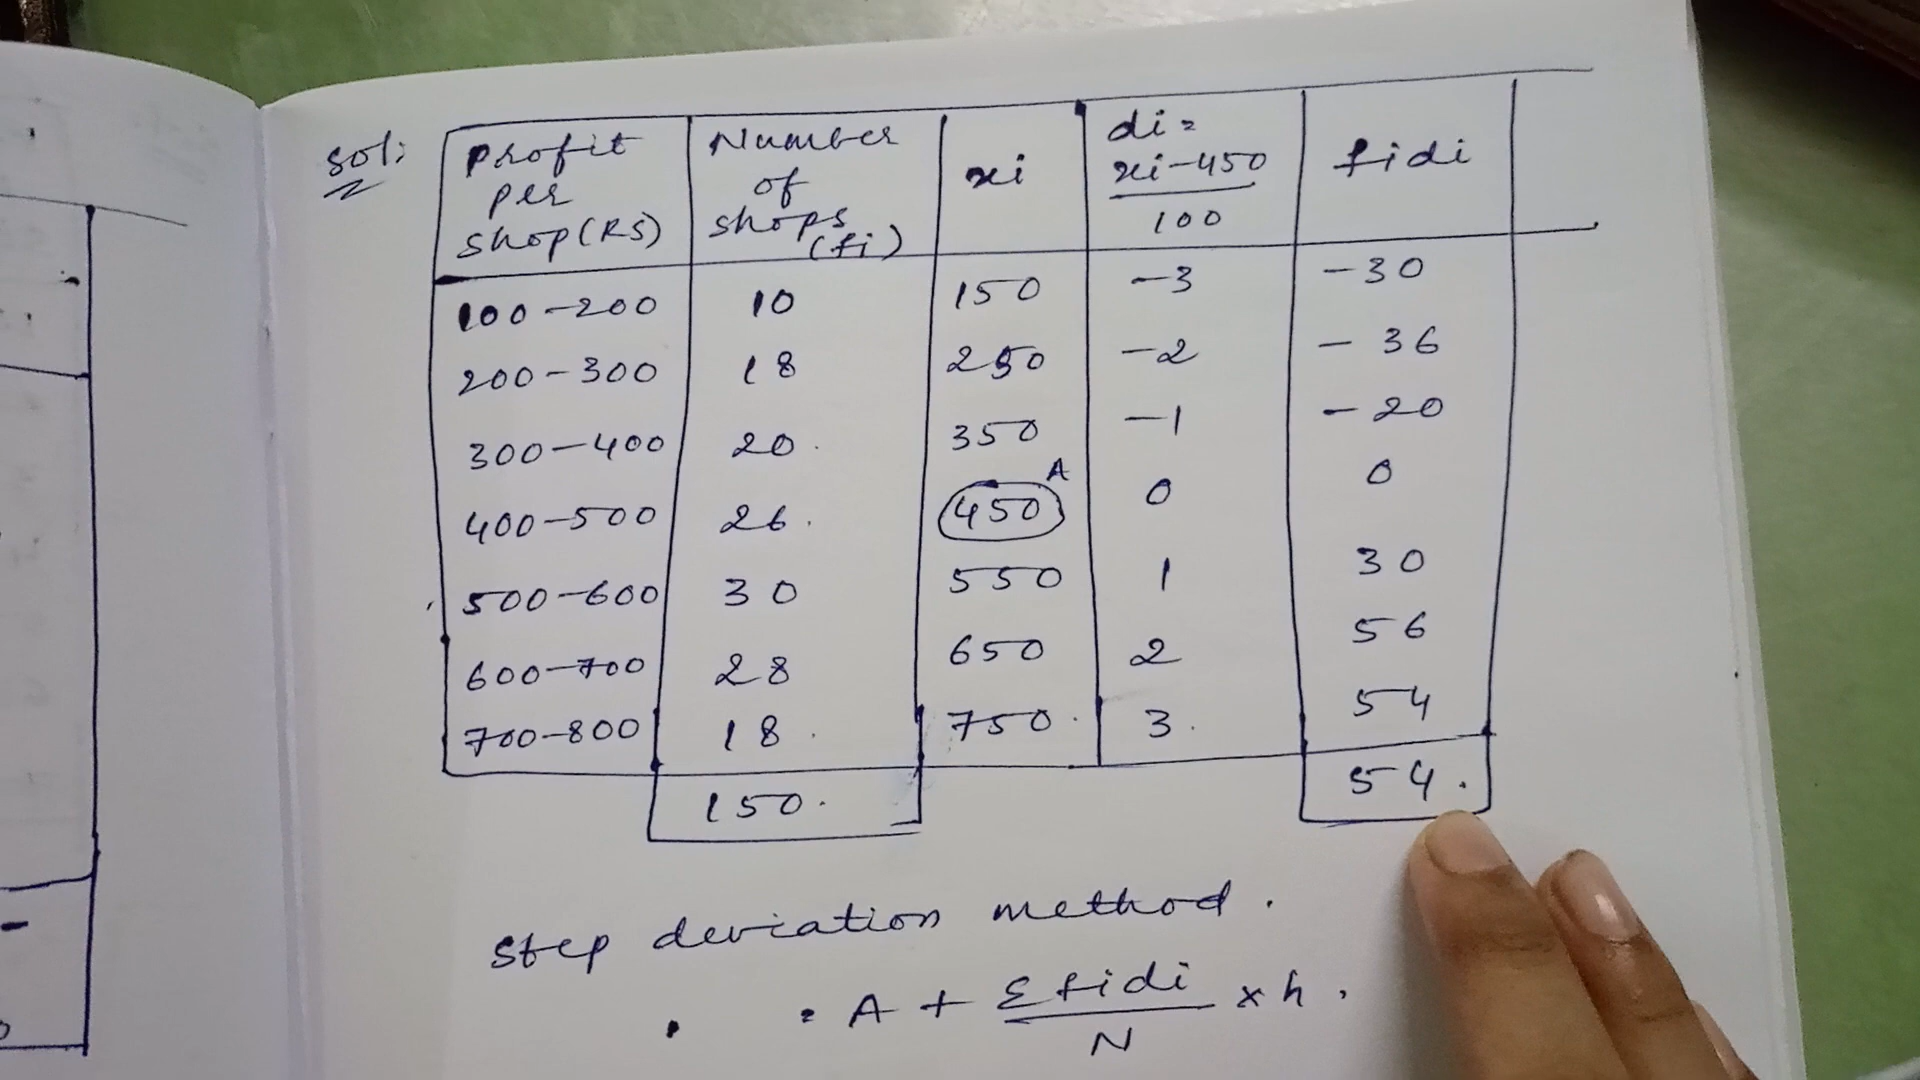 Sol:
Profit per shop (RS) Number of shops (fi) xi di = xi-450 / 100 fidi
100-200 10 150 -3 -30
200-300 18 250 -2 -36
300-400 20. 350 -1 -20
400-500 26. 450 A 0 0
500-600 30 550 1 30
600-700 28 650 2 56
700-800 18. 750. 3. 54
150. 54.
Step deviation method.
= A + Σfidi / N × h.